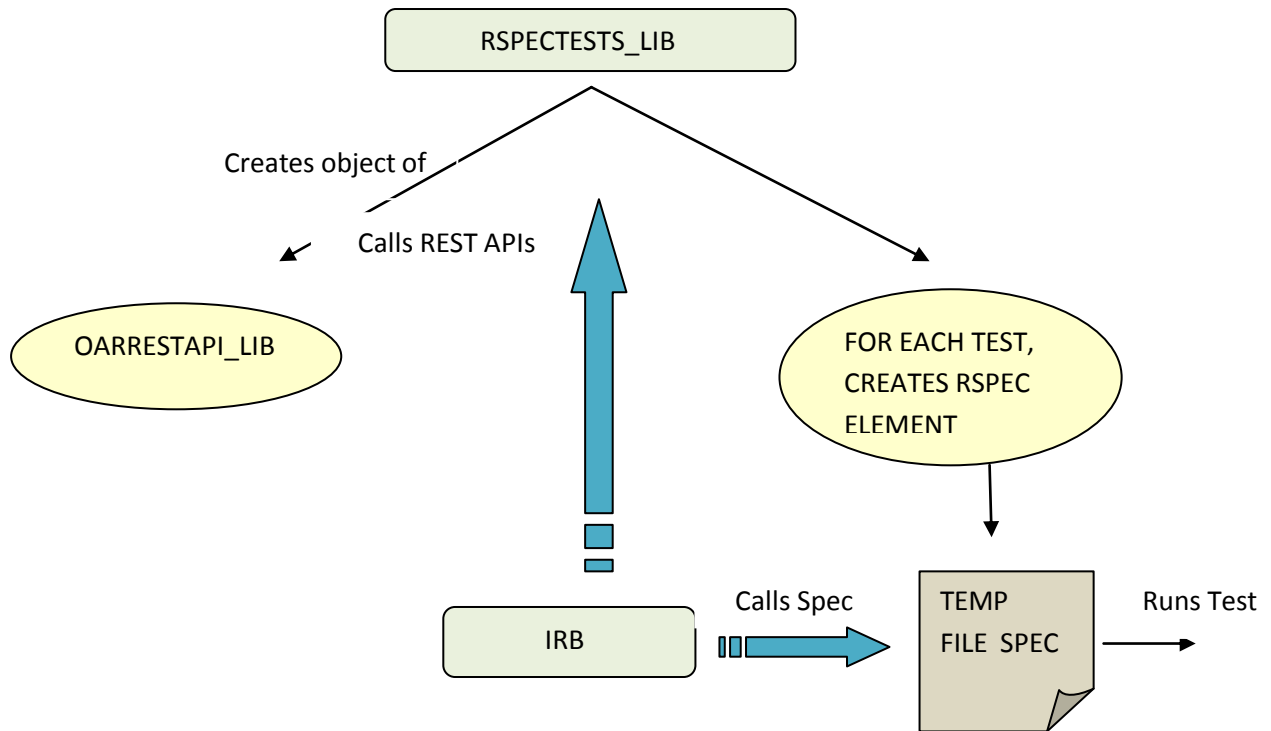 RSPECTESTS_LIB
Creates object of
Calls REST APIs
OARRESTAPI_LIB
FOR EACH TEST,
CREATES RSPEC
ELEMENT
IRB
Calls Spec
TEMP
FILE SPEC
Runs Test